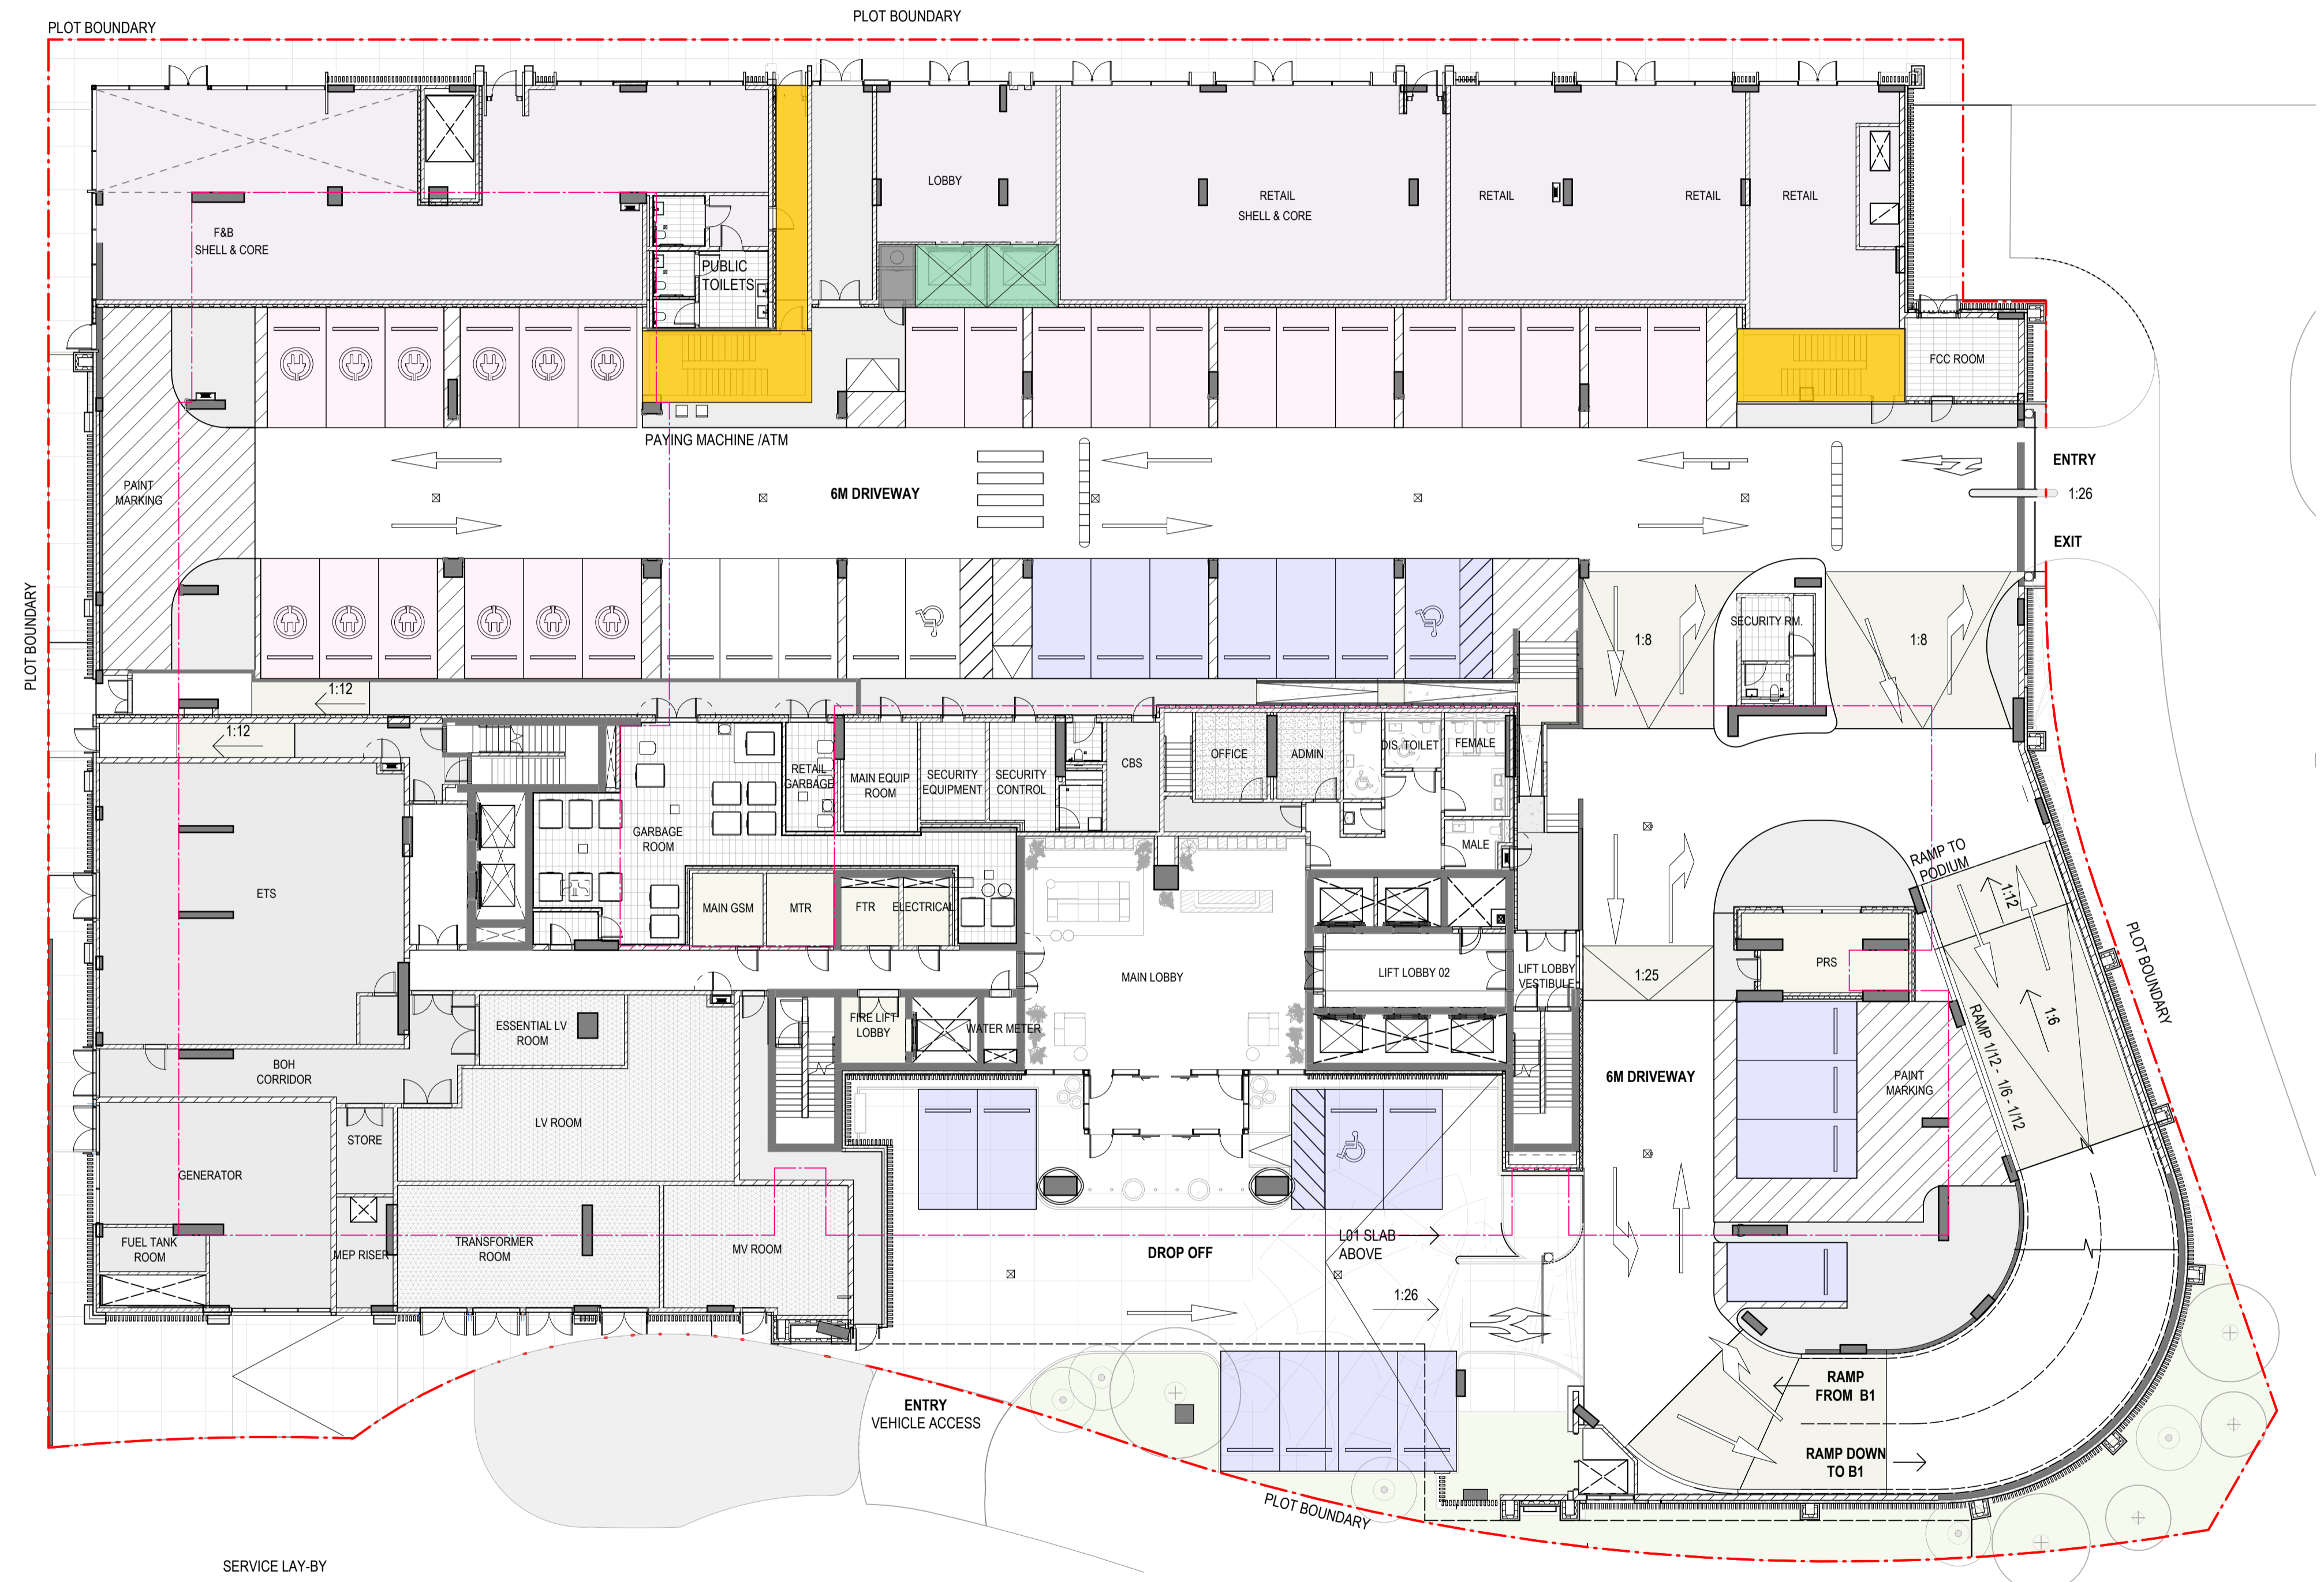 PLOT BOUNDARY
PLOT BOUNDARY
LOBBY
RETAIL
SHELL & CORE
RETAIL
RETAIL
RETAIL
F&B
SHELL & CORE
PUBLIC
TOILETS
FCC ROOM
PAYING MACHINE /ATM
ENTRY
1:26
EXIT
PAINT
MARKING
6M DRIVEWAY
PLOT BOUNDARY
1:8
SECURITY RM.
1:8
1:12
1:12
RETAIL
GARBAGE
MAIN EQUIP
ROOM
SECURITY
EQUIPMENT
SECURITY
CONTROL
CBS
OFFICE
ADMIN
DIS. TOILET
FEMALE
GARBAGE
ROOM
MALE
RAMP TO
PODIUM
1:12
ETS
MAIN GSM
MTR
FTR
ELECTRICAL
MAIN LOBBY
LIFT LOBBY 02
LIFT LOBBY
VESTIBULE
1:25
PRS
PLOT BOUNDARY
1:6
RAMP 1/12 - 1/6 - 1/12
ESSENTIAL LV
ROOM
FIRE LIFT
LOBBY
WATER METER
BOH
CORRIDOR
6M DRIVEWAY
PAINT
MARKING
LV ROOM
STORE
GENERATOR
FUEL TANK
ROOM
MEP RISER
TRANSFORMER
ROOM
MV ROOM
DROP OFF
L01 SLAB
ABOVE
1:26
ENTRY
VEHICLE ACCESS
RAMP
FROM B1
RAMP DOWN
TO B1
PLOT BOUNDARY
SERVICE LAY-BY